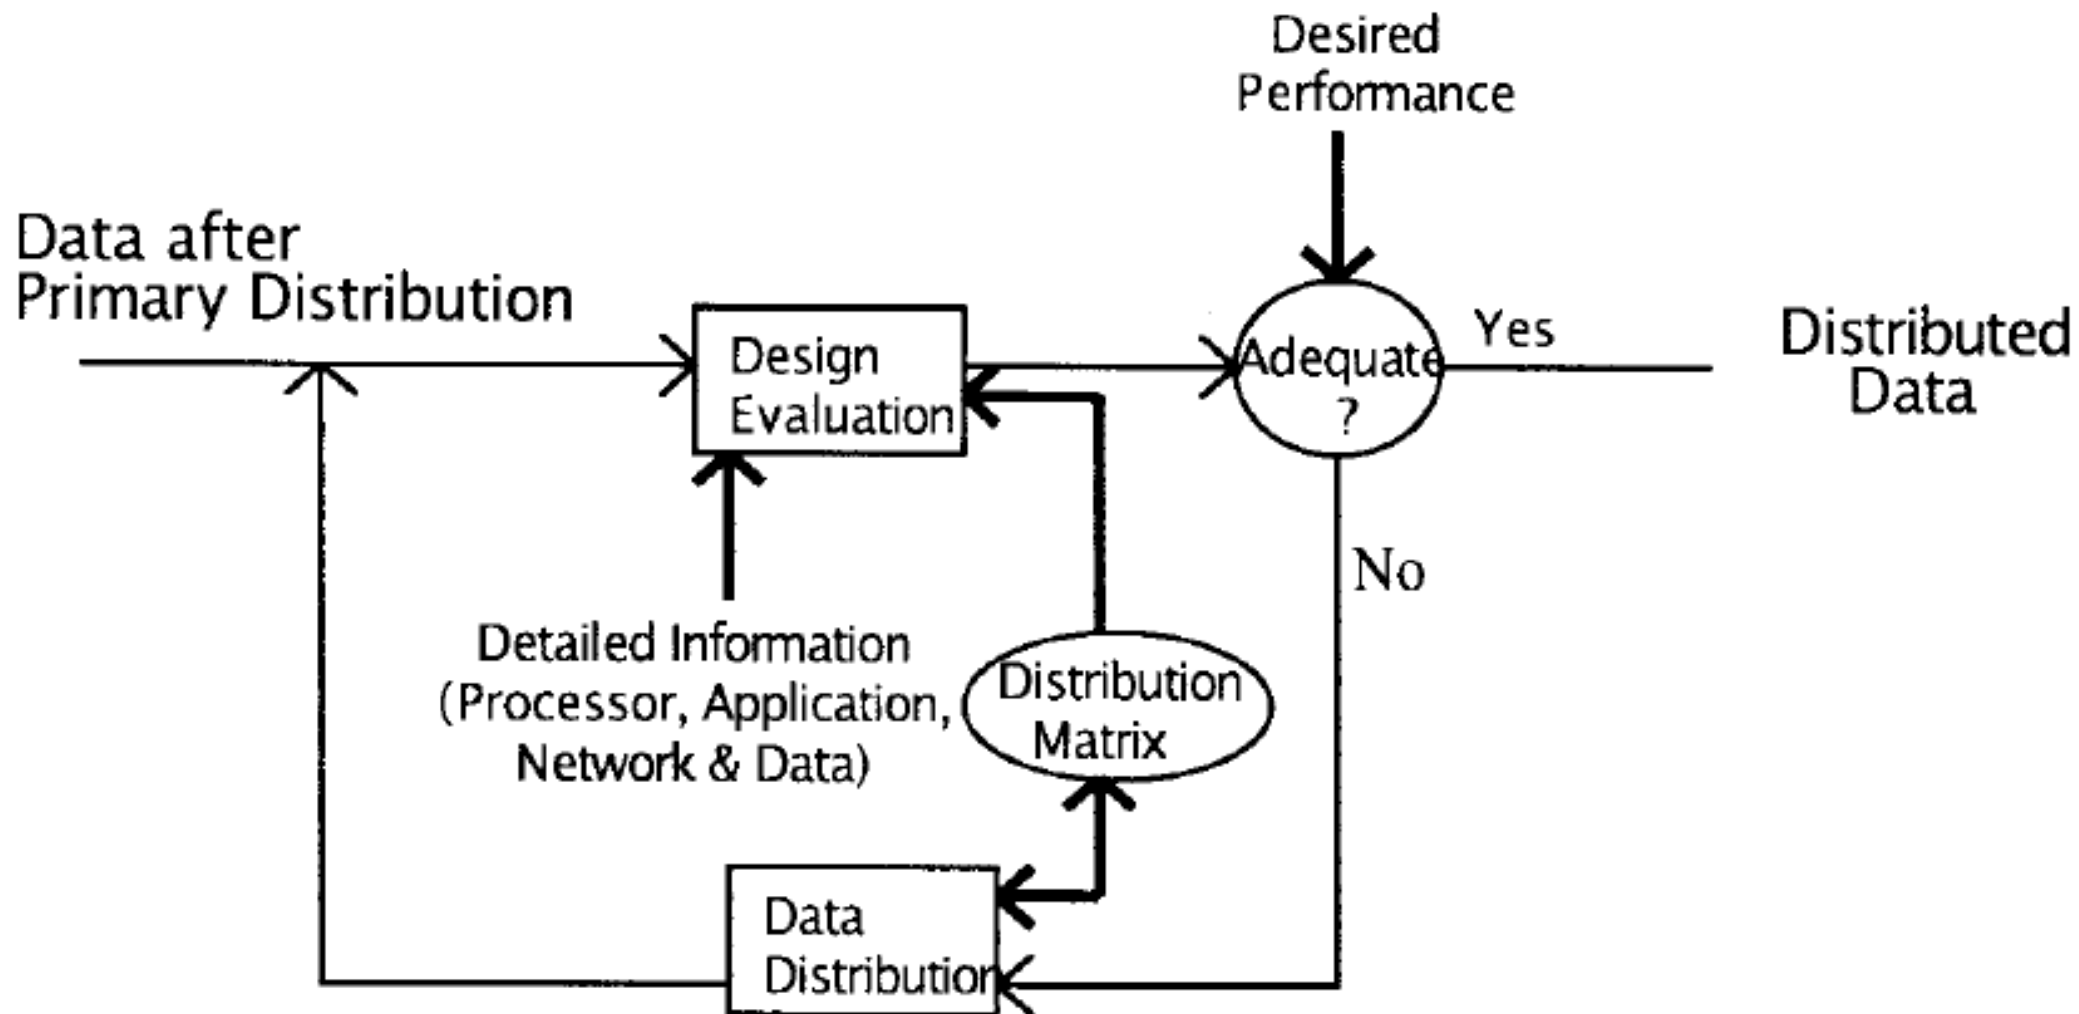 Desired
Performance
Data after
Primary Distribution
Design
Evaluation
Adequate
?
Yes
Distributed
Data
No
Detailed Information
(Processor, Application,
Network & Data)
Distribution
Matrix
Data
Distribution